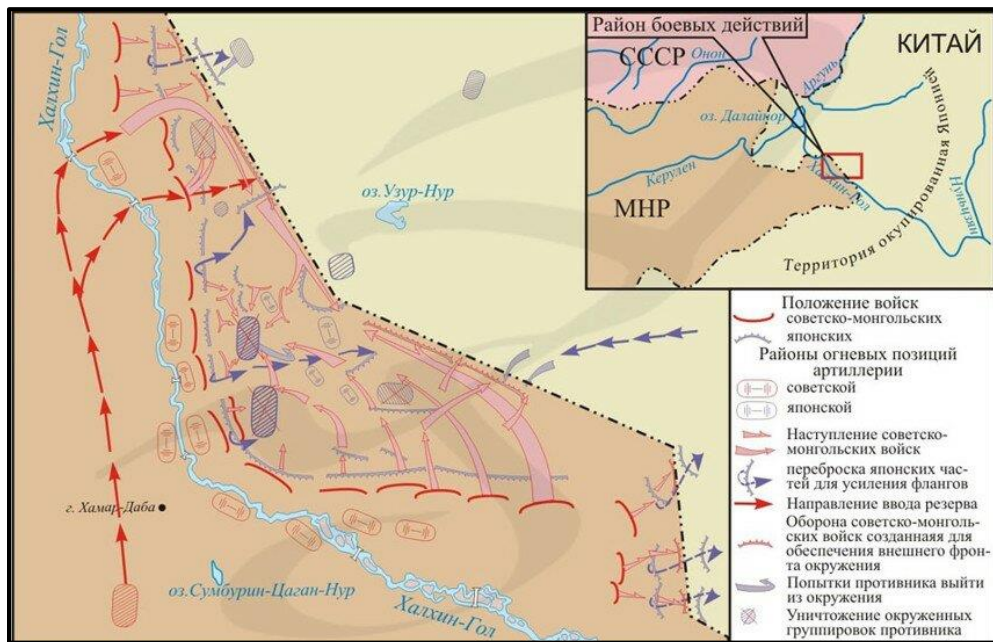 Халхин-Гол
оз.Узур-Нур
г. Хамар-Даба
оз.Сумбурин-Цаган-Нур
Халхин-Гол
Район боевых действий
СССР
Онон
Аргунь
КИТАЙ
оз. Далайнор
Керулен
Халхин-Гол
МНР
Нуньцзян
Территория окупированная Японией
Положение войск
советско-монгольских
японских
Районы огневых позиций
артиллерии
советской
японской
Наступление советско-
монгольских войск
переброска японских час-
тей для усиления флангов
Направление ввода резерва
Оборона советско-монголь-
ских войск созданнаяя для
обеспечения внешнего фрон-
та окружения
Попытки противника выйти
из окружения
Уничтожение окруженных
группировок противника